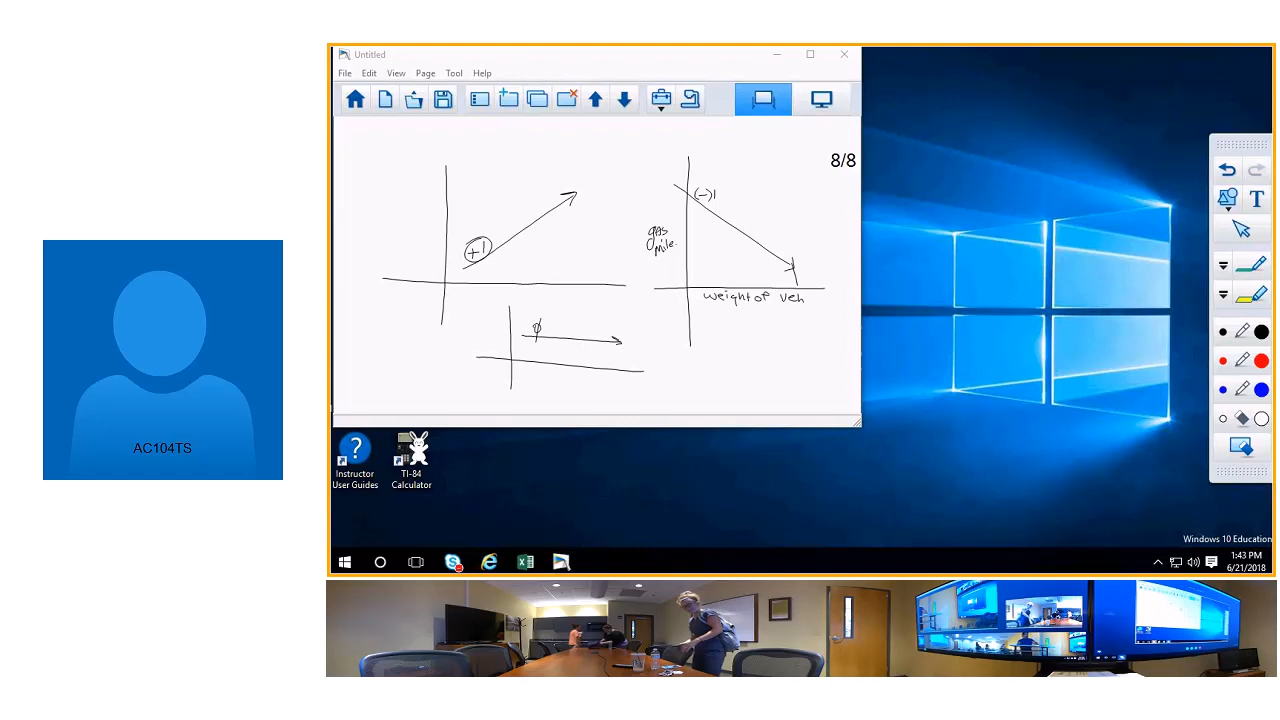 Untitled
File Edit View Page Tool Help
8/8
+1
(-)1
gas
mile.
weight of veh
ϕ
AC104TS
Instructor
User Guides
TI-84
Calculator
Windows 10 Education
1:43 PM
6/21/2018